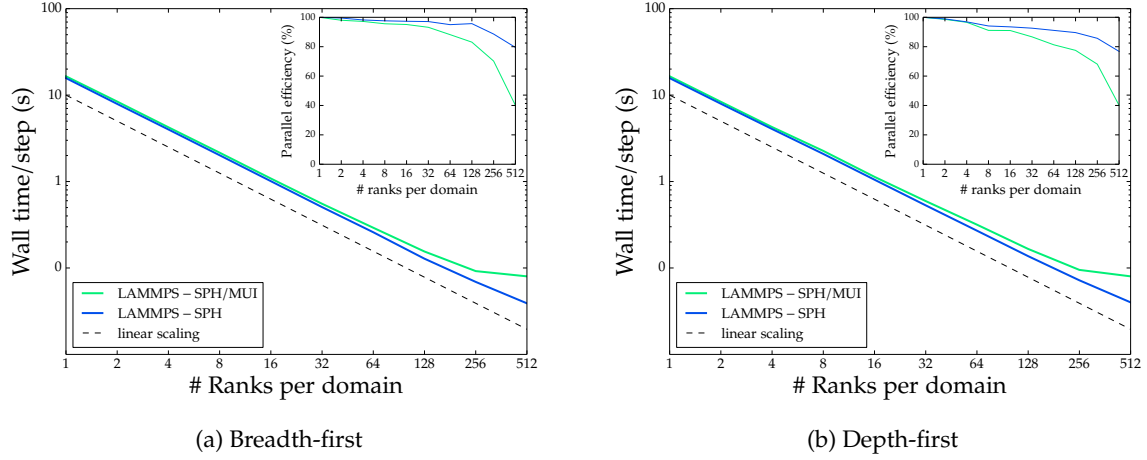 100
10
1
0
Wall time/step (s)
1 2 4 8 16 32 64 128 256 512
# Ranks per domain
LAMMPS – SPH/MUI
LAMMPS – SPH
linear scaling
100
80
60
40
20
0
Parallel efficiency (%)
1 2 4 8 16 32 64 128 256 512
# ranks per domain
(a) Breadth-first
100
10
1
0
Wall time/step (s)
1 2 4 8 16 32 64 128 256 512
# Ranks per domain
LAMMPS – SPH/MUI
LAMMPS – SPH
linear scaling
100
80
60
40
20
0
Parallel efficiency (%)
1 2 4 8 16 32 64 128 256 512
# ranks per domain
(b) Depth-first